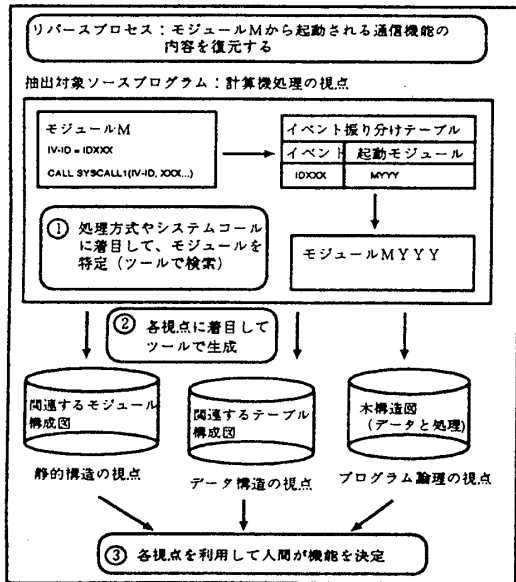 リバースプロセス：モジュールMから起動される通信機能の
内容を復元する
抽出対象ソースプログラム：計算機処理の視点
モジュールM
IV-ID = IDXXX
CALL SYSCALL1(IV-ID, XXX...)
イベント振り分けテーブル
イベント 起動モジュール
IDXXX MYYY
① 処理方式やシステムコール
に着目して、モジュールを
特定（ツールで検索）
モジュールMYYY
② 各視点に着目して
ツールで生成
関連するモジュール
構成図
関連するテーブル
構成図
木構造図
（データと処理）
静的構造の視点
データ構造の視点
プログラム論理の視点
③ 各視点を利用して人間が機能を決定